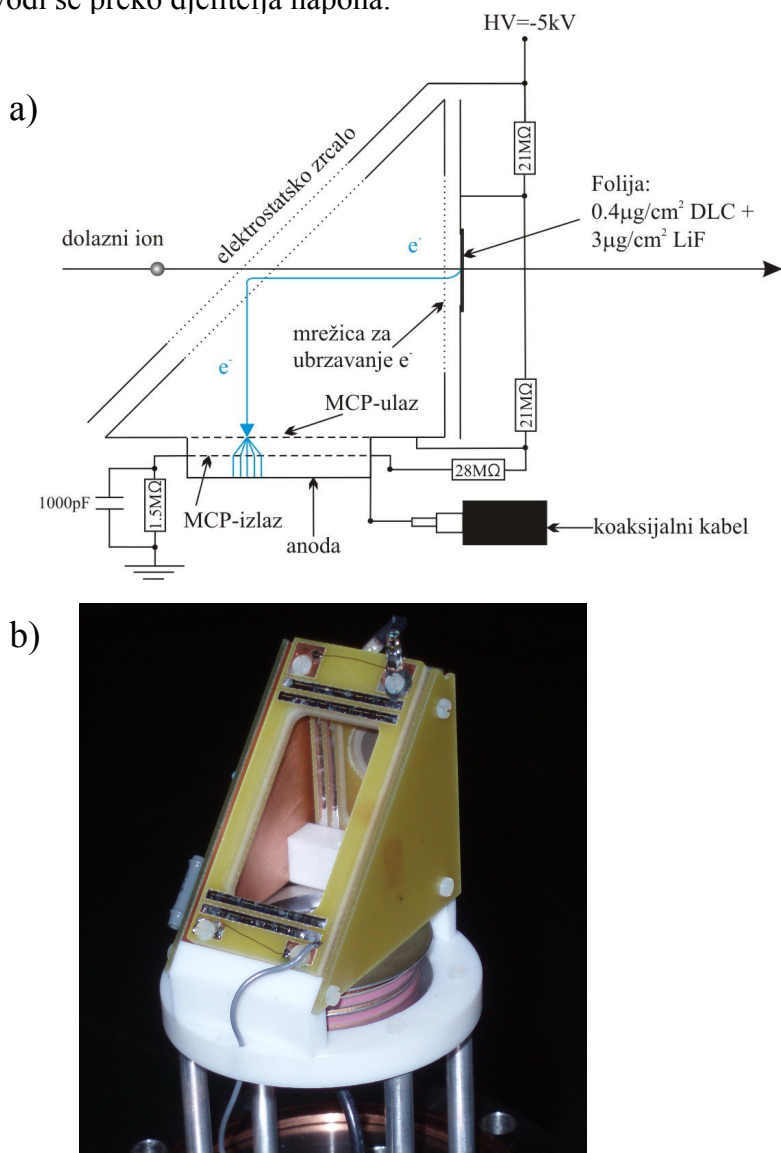 vodi se preko djelitelja napona.
HV=-5kV
a)
21MΩ
elektrostatsko zrcalo
Folija:
0.4μg/cm² DLC +
3μg/cm² LiF
dolazni ion
e⁻
mrežica za
ubrzavanje e⁻
e⁻
MCP-ulaz
21MΩ
28MΩ
1000pF
1.5MΩ
MCP-izlaz
anoda
koaksijalni kabel
b)